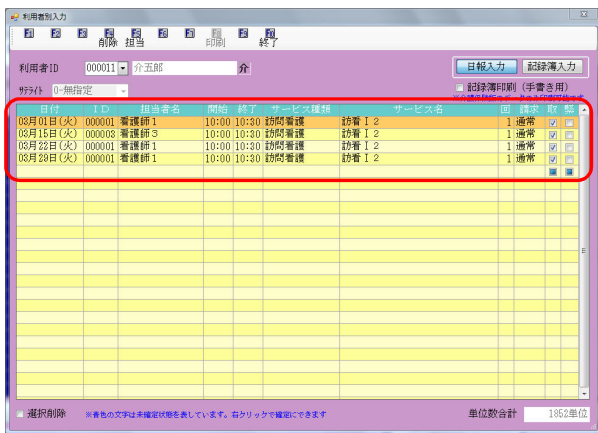 利用者別入力
F1 F2 F3 F4 F5 F6 F7 F8 F9 F10
削除 担当 印刷 終了
利用者ID 000011 介五郎 介 日報入力 記録簿入力
ｻﾃﾗｲﾄ 0-無指定 記録簿印刷 (手書き用)
日付 ID 担当者名 開始 終了 サービス種類 サービス名 回 請求 取 緊
03月01日(火) 000001 看護師1 10:00 10:30 訪問看護 訪看Ⅰ2 1 通常
03月15日(火) 000003 看護師3 10:00 10:30 訪問看護 訪看Ⅰ2 1 通常
03月22日(火) 000001 看護師1 10:00 10:30 訪問看護 訪看Ⅰ2 1 通常
03月29日(火) 000001 看護師1 10:00 10:30 訪問看護 訪看Ⅰ2 1 通常
選択削除 ※青色の文字は未確定状態を表しています。右クリックで確定にできます 単位数合計 1852単位